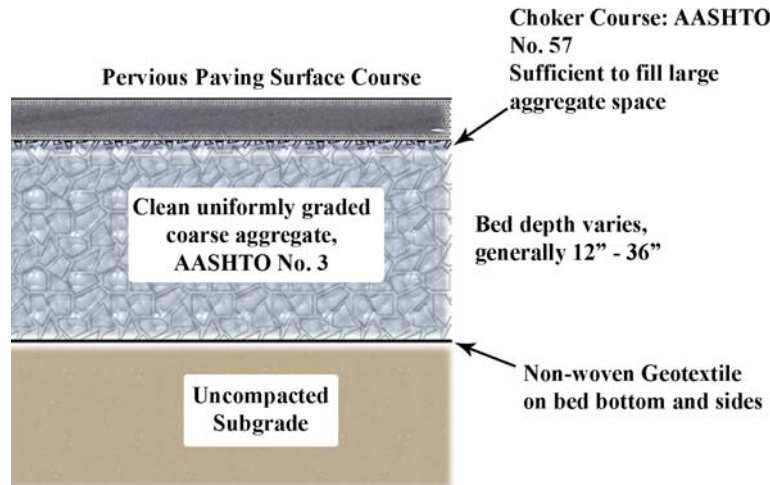 Choker Course: AASHTO
No. 57
Sufficient to fill large
aggregate space
Pervious Paving Surface Course
Clean uniformly graded
coarse aggregate,
AASHTO No. 3
Bed depth varies,
generally 12” - 36”
Non-woven Geotextile
on bed bottom and sides
Uncompacted
Subgrade